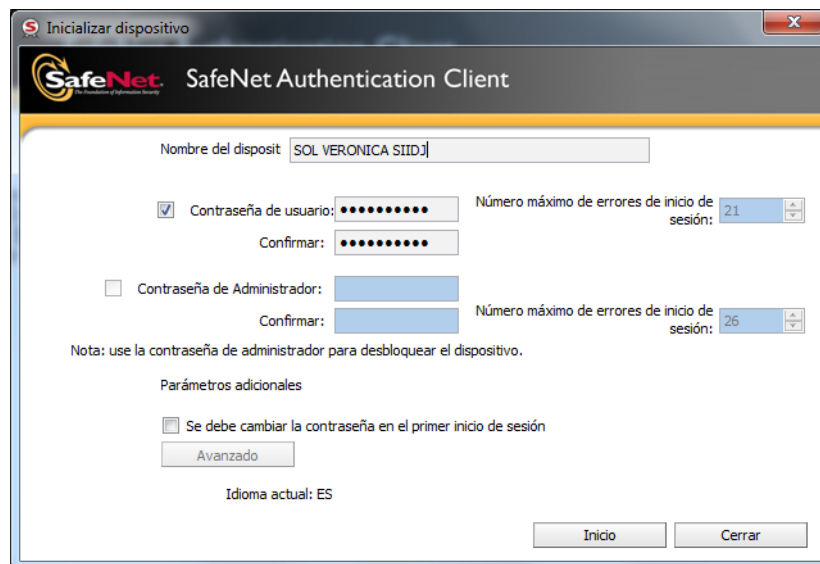 Inicializar dispositivo
SafeNet. SafeNet Authentication Client
The Foundation of Information Security
Nombre del disposit SOL VERONICA SIIDJ
Contraseña de usuario: ●●●●●●●●●● Número máximo de errores de inicio de
sesión: 21
Confirmar: ●●●●●●●●●●
Contraseña de Administrador:
Confirmar: Número máximo de errores de inicio de
sesión: 26
Nota: use la contraseña de administrador para desbloquear el dispositivo.
Parámetros adicionales
Se debe cambiar la contraseña en el primer inicio de sesión
Avanzado
Idioma actual: ES
Inicio Cerrar